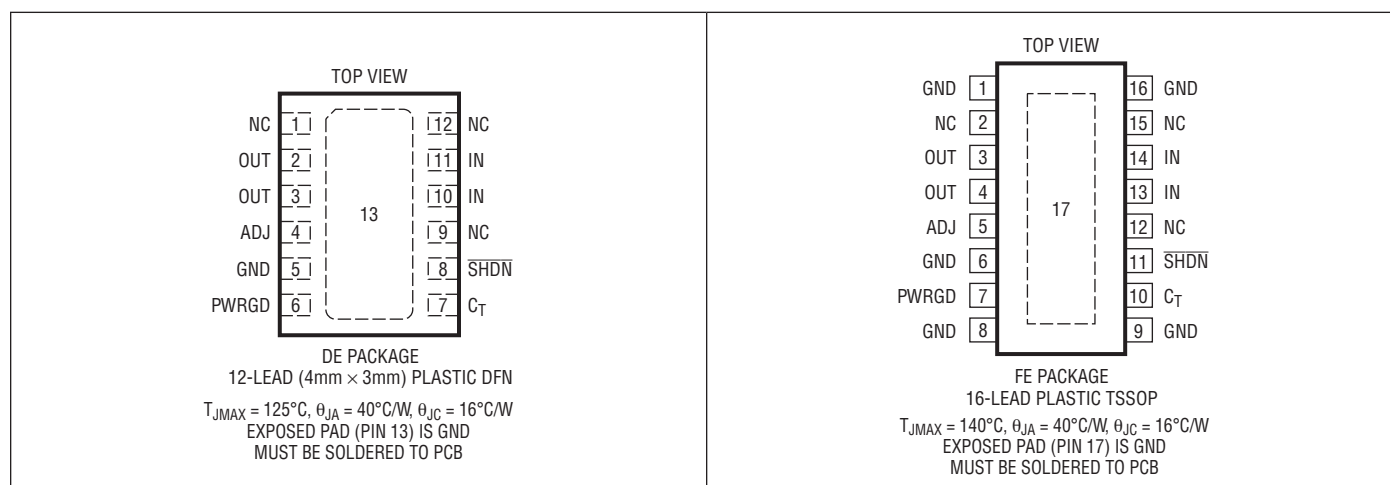 TOP VIEW
NC 1 12 NC
OUT 2 11 IN
OUT 3 10 IN
13
ADJ 4 9 NC
GND 5 8 SHDN
PWRGD 6 7 CT
DE PACKAGE
12-LEAD (4mm × 3mm) PLASTIC DFN
TJMAX = 125°C, θJA = 40°C/W, θJC = 16°C/W
EXPOSED PAD (PIN 13) IS GND
MUST BE SOLDERED TO PCB
TOP VIEW
GND 1 16 GND
NC 2 15 NC
OUT 3 14 IN
OUT 4 13 IN
17
ADJ 5 12 NC
GND 6 11 SHDN
PWRGD 7 10 CT
GND 8 9 GND
FE PACKAGE
16-LEAD PLASTIC TSSOP
TJMAX = 140°C, θJA = 40°C/W, θJC = 16°C/W
EXPOSED PAD (PIN 17) IS GND
MUST BE SOLDERED TO PCB